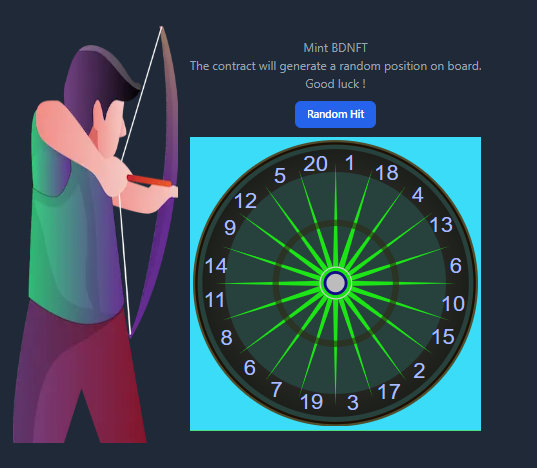 Mint BDNFT
The contract will generate a random position on board.
Good luck !
Random Hit
20 1
5 18
12 4
9 13
14 6
11 10
8 15
6 2
7 17
19 3